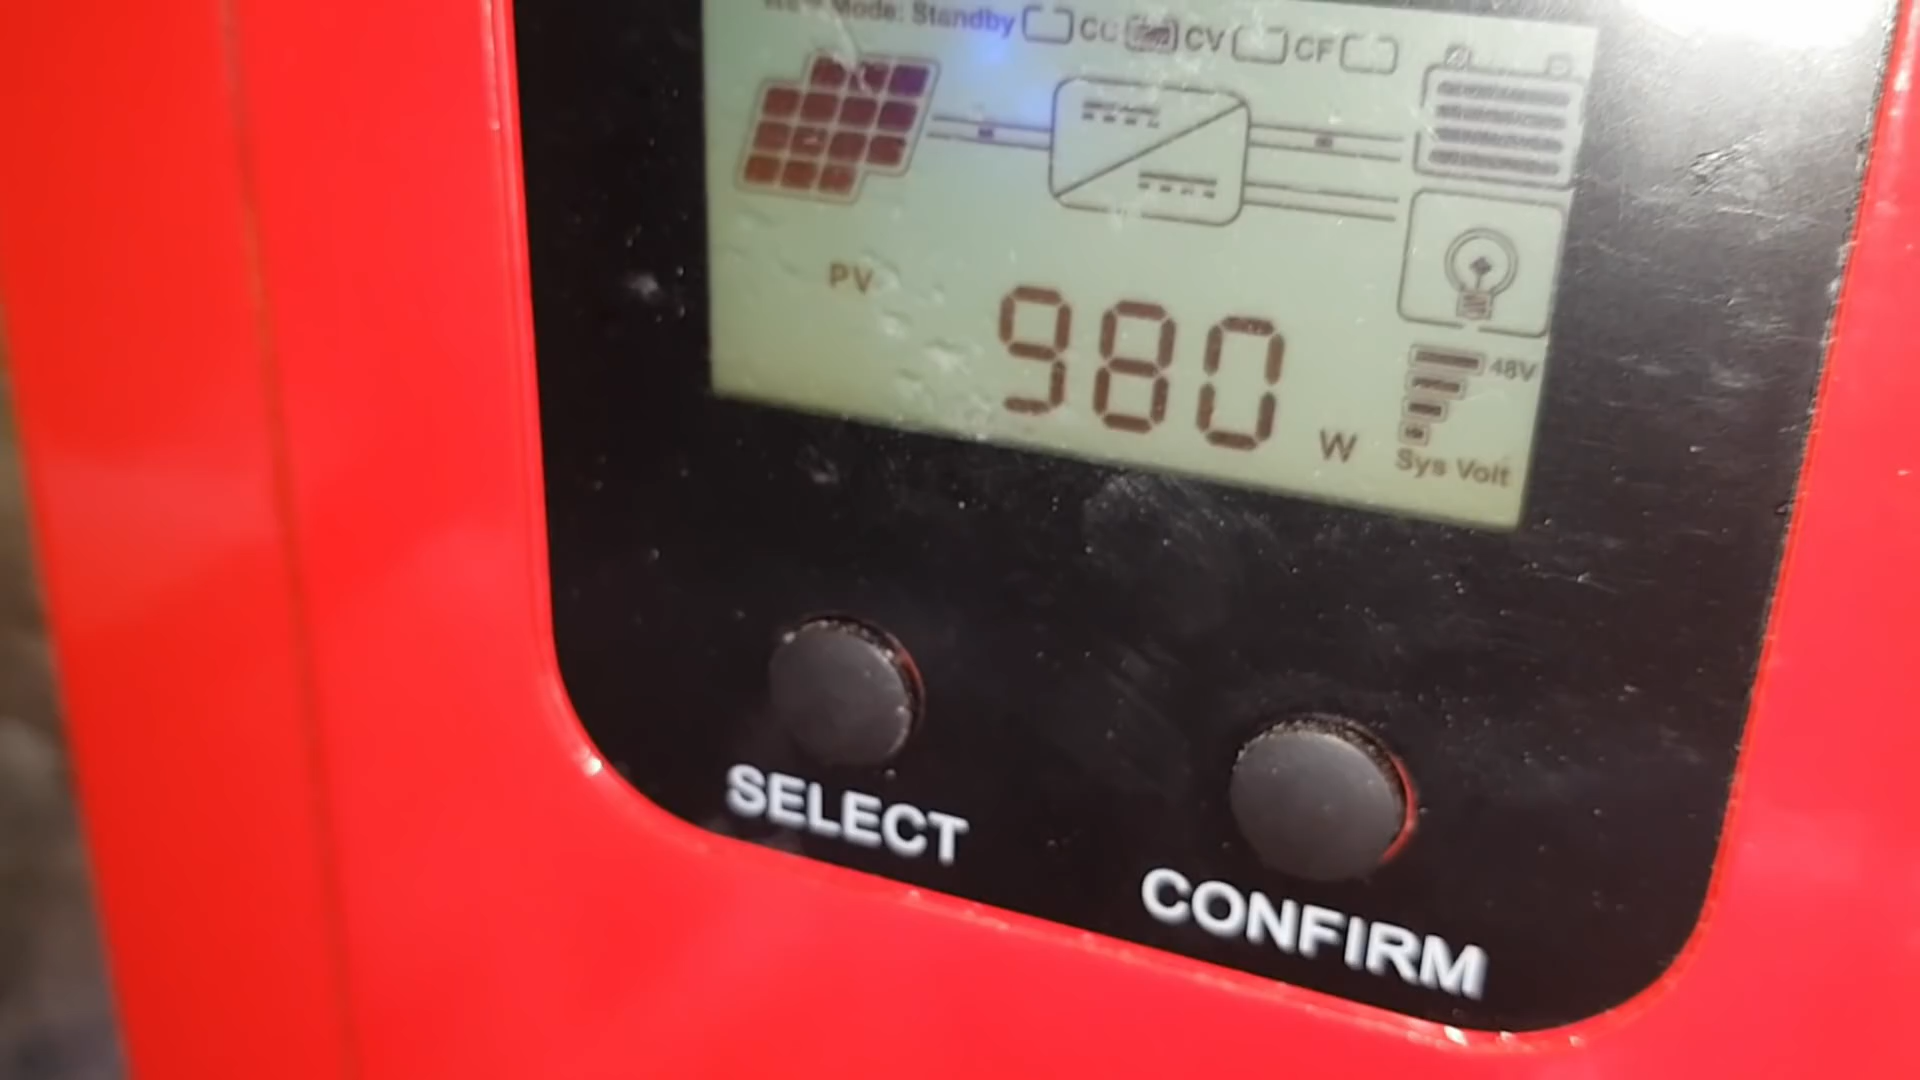 Mode: Standby CC CV CF
PV
980 W
48V
Sys Volt
SELECT
CONFIRM